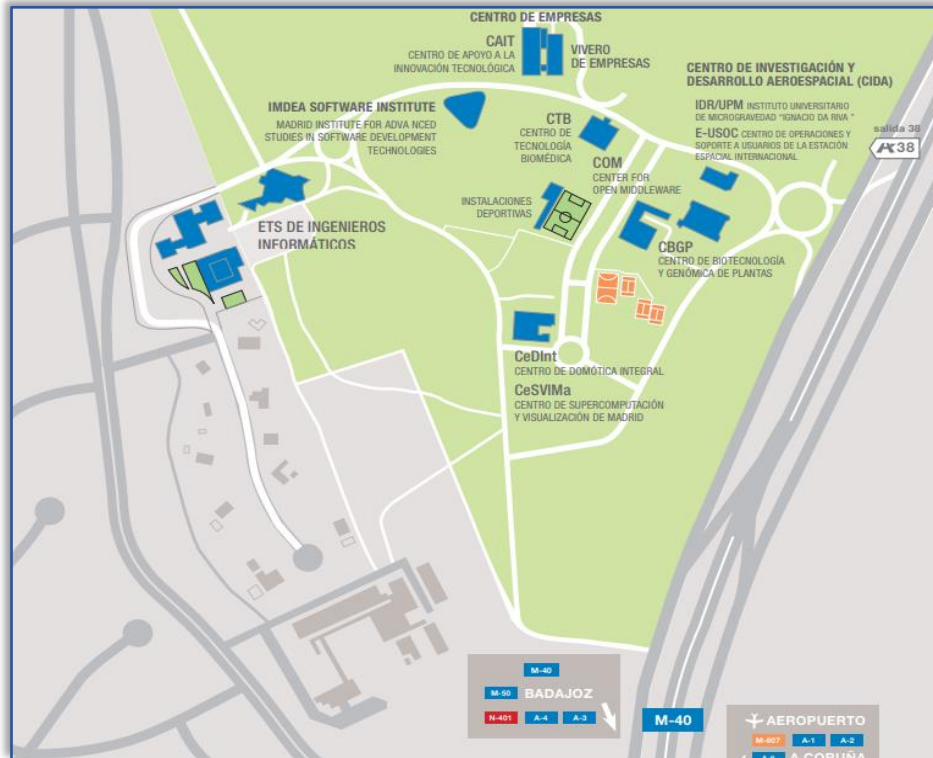 CENTRO DE EMPRESAS
CAIT
CENTRO DE APOYO A LA
INNOVACIÓN TECNOLÓGICA
VIVERO
DE EMPRESAS
CENTRO DE INVESTIGACIÓN Y
DESARROLLO AEROESPACIAL (CIDA)
IDR/UPM INSTITUTO UNIVERSITARIO
DE MICROGRAVEDAD "IGNACIO DA RIVA "
E-USOC CENTRO DE OPERACIONES Y
SOPORTE A USUARIOS DE LA ESTACIÓN
ESPACIAL INTERNACIONAL
salida 38
K 38
IMDEA SOFTWARE INSTITUTE
MADRID INSTITUTE FOR ADVA NCED
STUDIES IN SOFTWARE DEVELOPMENT
TECHNOLOGIES
CTB
CENTRO DE
TECNOLOGÍA
BIOMÉDICA
COM
CENTER FOR
OPEN MIDDLEWARE
INSTALACIONES
DEPORTIVAS
ETS DE INGENIEROS
INFORMÁTICOS
CBGP
CENTRO DE BIOTECNOLOGÍA
Y GENÓMICA DE PLANTAS
CeDInt
CENTRO DE DOMÓTICA INTEGRAL
CeSVIMa
CENTRO DE SUPERCOMPUTACIÓN
Y VISUALIZACIÓN DE MADRID
M-40
M-50 BADAJOZ
N-401 A-4 A-3
M-40
AEROPUERTO
M-607 A-1 A-2
A-6 A CORUÑA